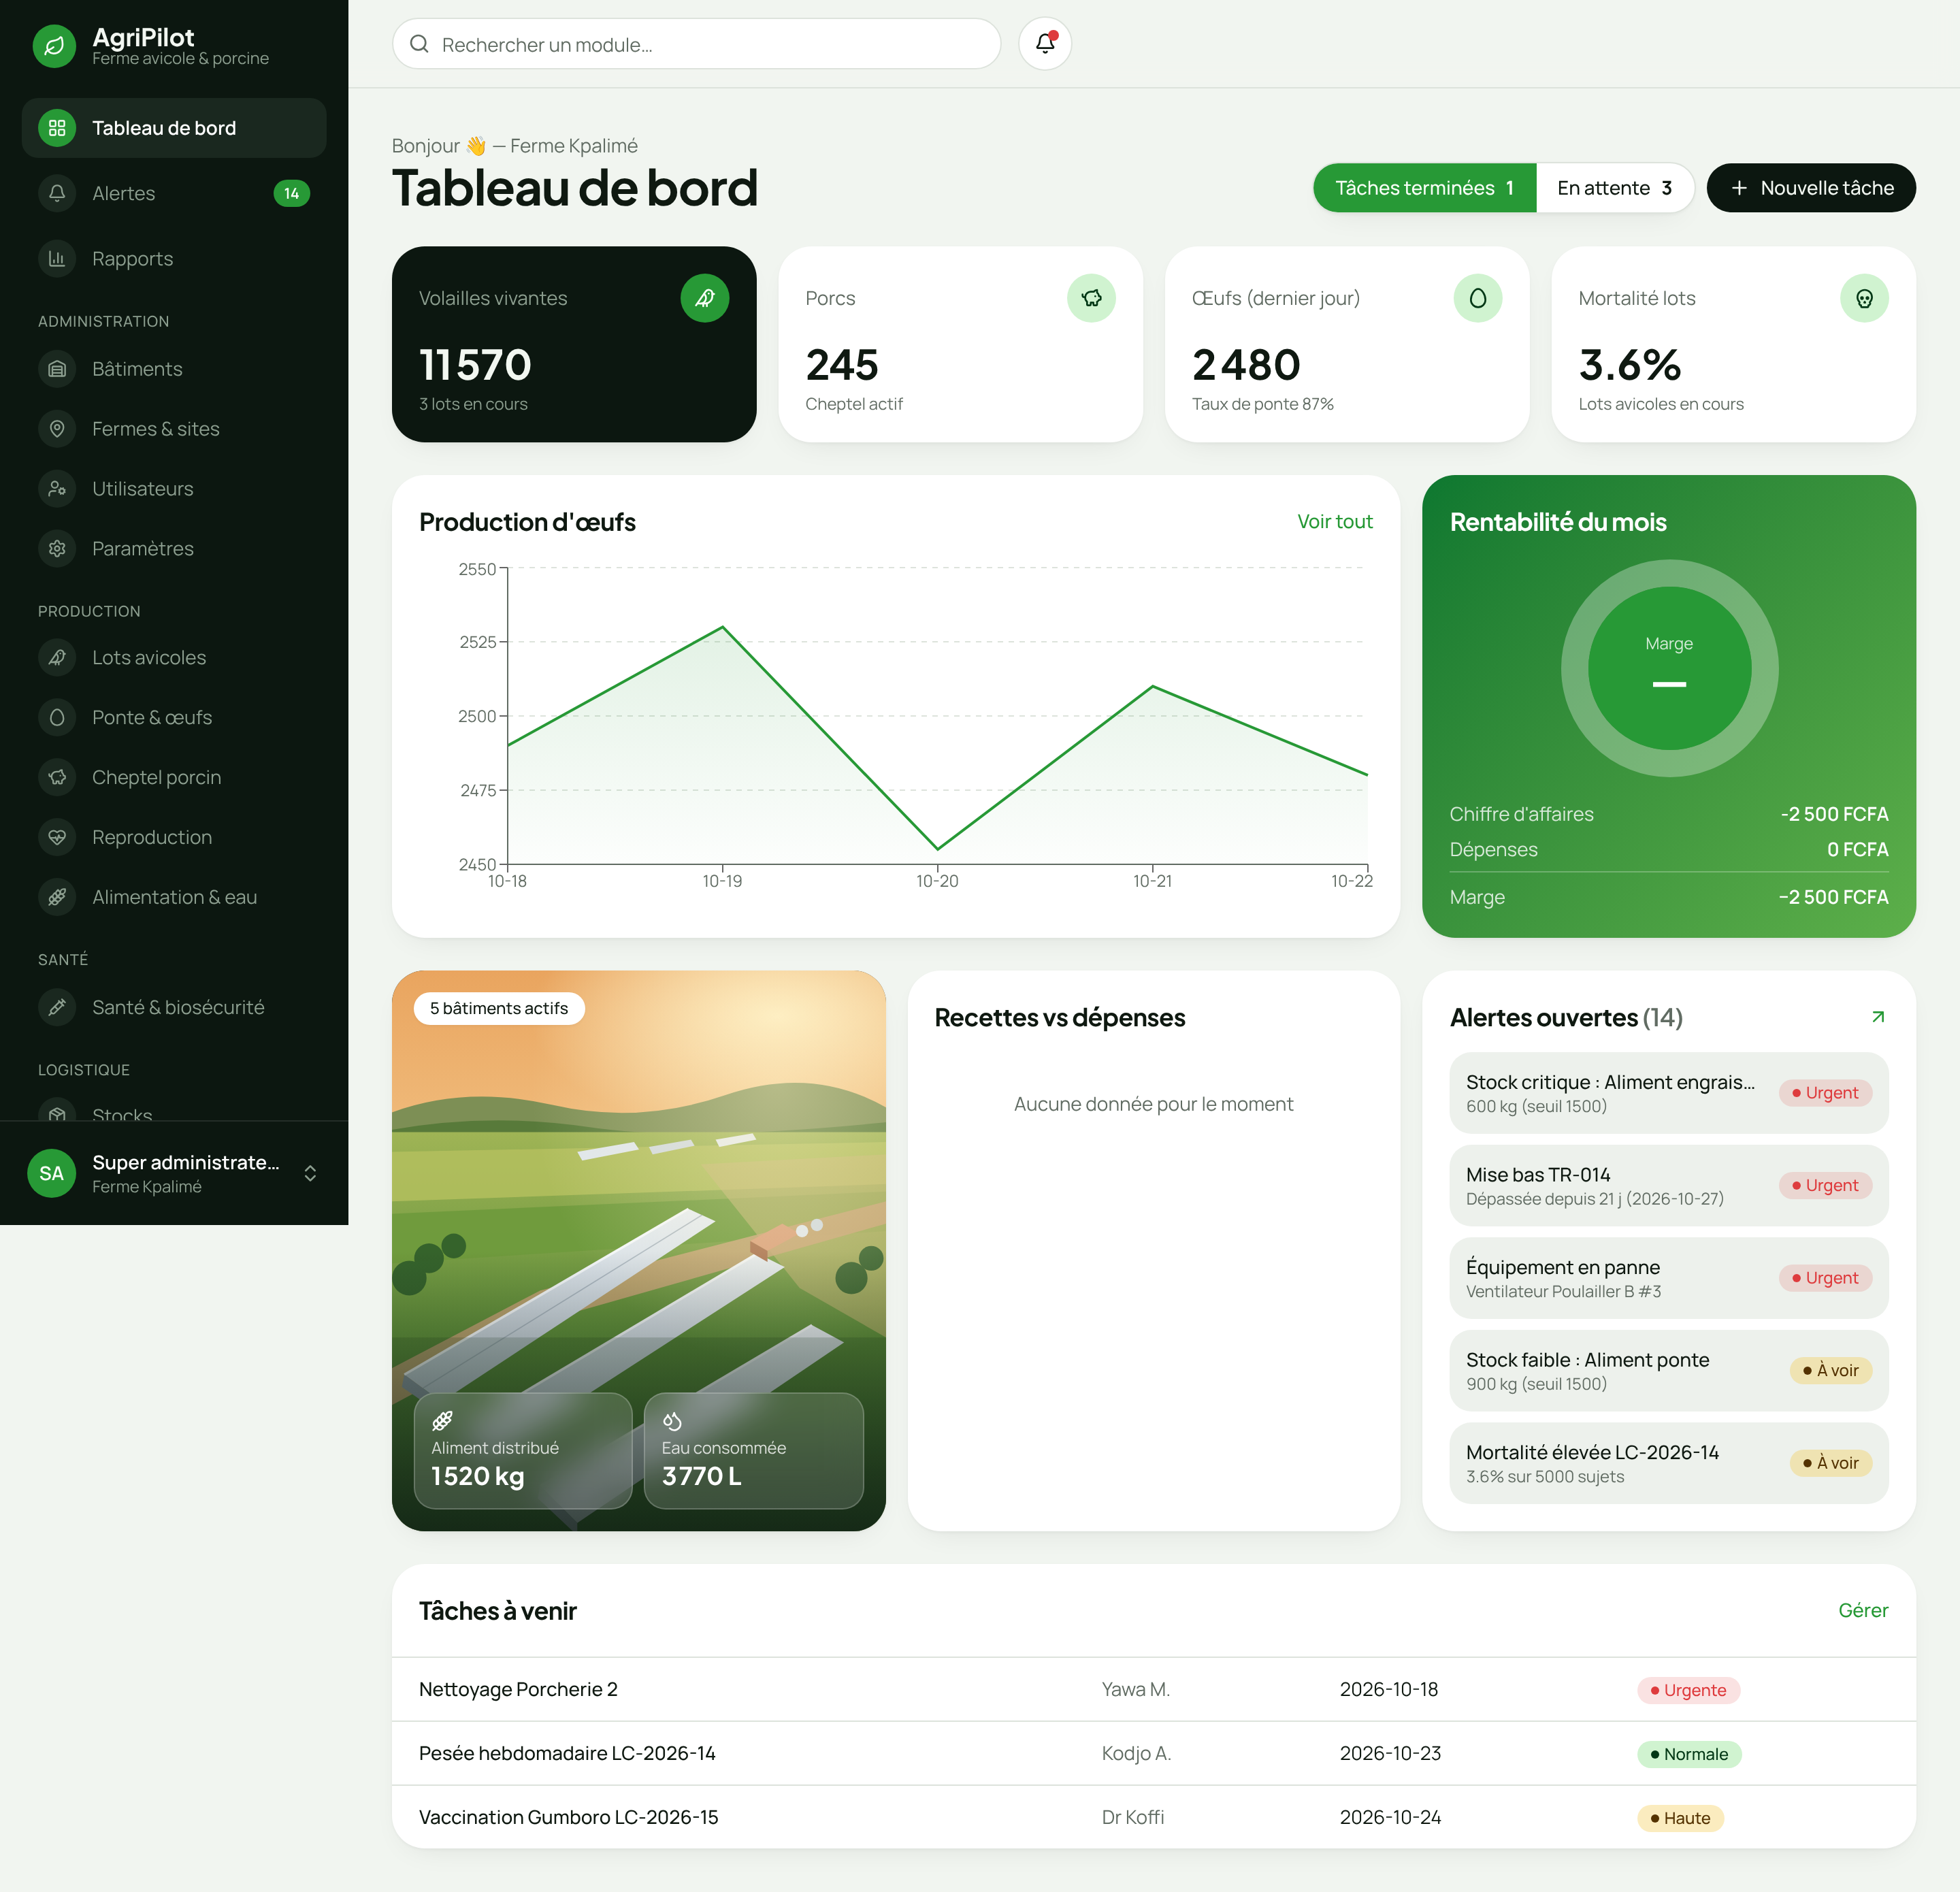 AgriPilot
Ferme avicole & porcine
Tableau de bord
Alertes 14
Rapports
ADMINISTRATION
Bâtiments
Fermes & sites
Utilisateurs
Paramètres
PRODUCTION
Lots avicoles
Ponte & œufs
Cheptel porcin
Reproduction
Alimentation & eau
SANTÉ
Santé & biosécurité
LOGISTIQUE
Stocks
SA
Super administrate...
Ferme Kpalimé
Rechercher un module...
Bonjour 👋 — Ferme Kpalimé
Tableau de bord
Tâches terminées 1
En attente 3
+ Nouvelle tâche
Volailles vivantes
11 570
3 lots en cours
Porcs
245
Cheptel actif
Œufs (dernier jour)
2 480
Taux de ponte 87%
Mortalité lots
3.6%
Lots avicoles en cours
Production d'œufs
Voir tout
2550
2525
2500
2475
2450
10-18 10-19 10-20 10-21 10-22
Rentabilité du mois
Marge
—
Chiffre d'affaires -2 500 FCFA
Dépenses 0 FCFA
Marge −2 500 FCFA
5 bâtiments actifs
Aliment distribué
1 520 kg
Eau consommée
3 770 L
Recettes vs dépenses
Aucune donnée pour le moment
Alertes ouvertes (14)
Stock critique : Aliment engrais...
600 kg (seuil 1500)
Urgent
Mise bas TR-014
Dépassée depuis 21 j (2026-10-27)
Urgent
Équipement en panne
Ventilateur Poulailler B #3
Urgent
Stock faible : Aliment ponte
900 kg (seuil 1500)
À voir
Mortalité élevée LC-2026-14
3.6% sur 5000 sujets
À voir
Tâches à venir
Gérer
Nettoyage Porcherie 2 Yawa M. 2026-10-18 Urgente
Pesée hebdomadaire LC-2026-14 Kodjo A. 2026-10-23 Normale
Vaccination Gumboro LC-2026-15 Dr Koffi 2026-10-24 Haute